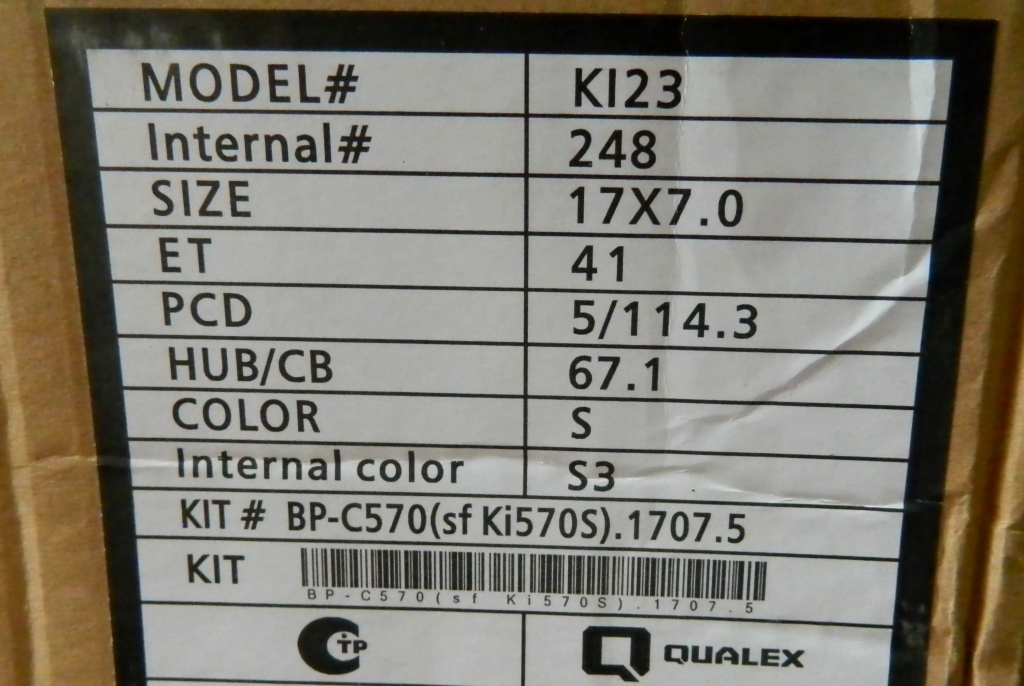 MODEL# KI23
Internal# 248
SIZE 17X7.0
ET 41
PCD 5/114.3
HUB/CB 67.1
COLOR S
Internal color S3
KIT # BP-C570(sf Ki570S).1707.5
KIT
BP-C570(sf Ki570S).1707.5
СТР QUALEX